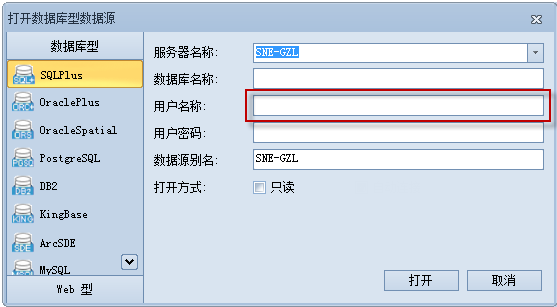 打开数据库型数据源
数据库型
SQLPlus
OraclePlus
OracleSpatial
PostgreSQL
DB2
KingBase
ArcSDE
MySQL
Web 型
服务器名称: SNE-GZL
数据库名称:
用户名称:
用户密码:
数据源别名: SNE-GZL
打开方式: 只读
打开 取消